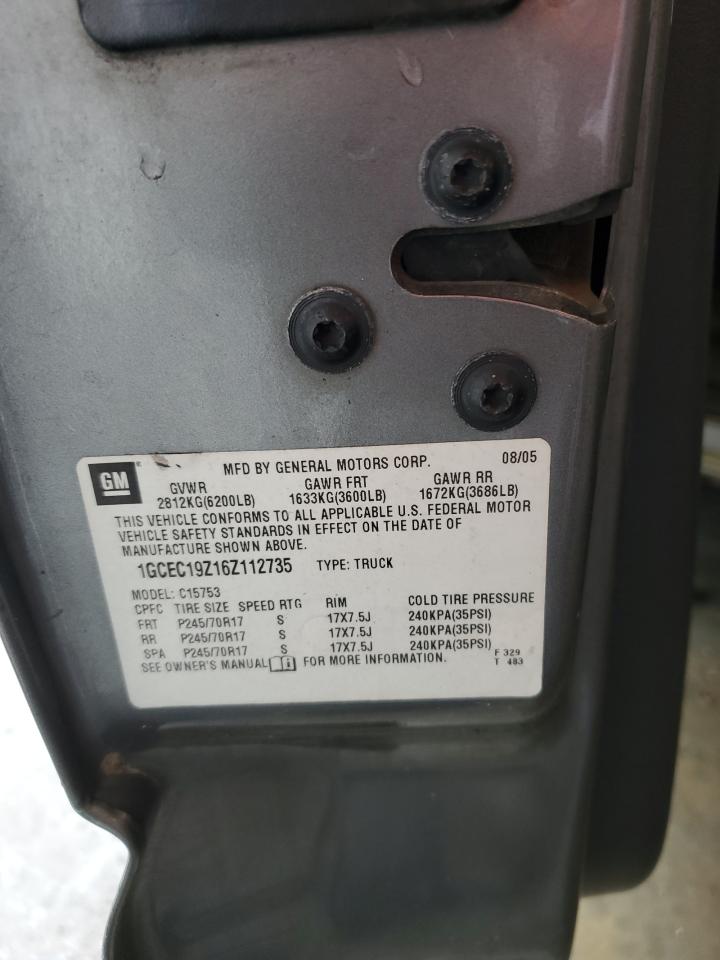 GM ® MFD BY GENERAL MOTORS CORP. 08/05
GVWR GAWR FRT GAWR RR
2812KG(6200LB) 1633KG(3600LB) 1672KG(3686LB)
THIS VEHICLE CONFORMS TO ALL APPLICABLE U.S. FEDERAL MOTOR
VEHICLE SAFETY STANDARDS IN EFFECT ON THE DATE OF
MANUFACTURE SHOWN ABOVE.
1GCEC19Z16Z112735 TYPE: TRUCK
MODEL: C15753
CPFC TIRE SIZE SPEED RTG RIM COLD TIRE PRESSURE
FRT P245/70R17 S 17X7.5J 240KPA(35PSI)
RR P245/70R17 S 17X7.5J 240KPA(35PSI)
SPA P245/70R17 S 17X7.5J 240KPA(35PSI)
SEE OWNER'S MANUAL FOR MORE INFORMATION.
F 329
T 483